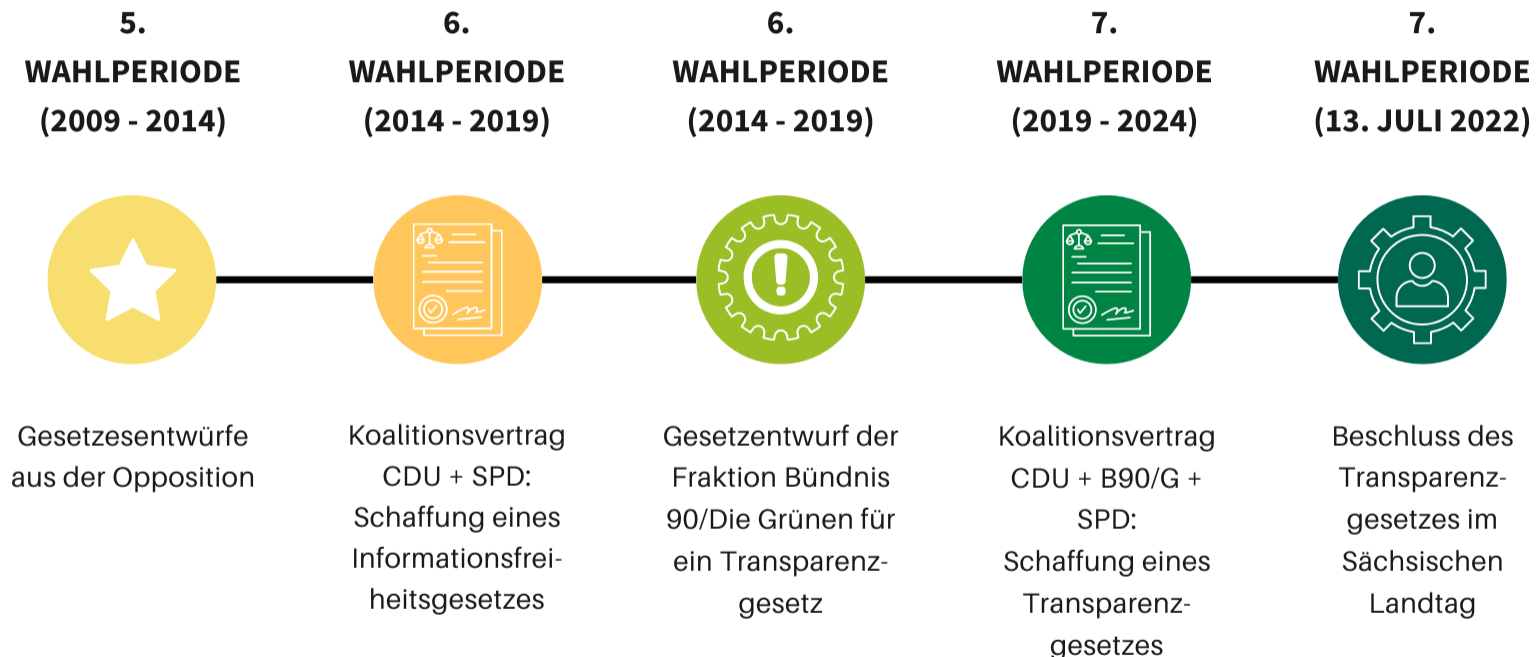 5.
WAHLPERIODE
(2009 - 2014)
Gesetzesentwürfe
aus der Opposition
6.
WAHLPERIODE
(2014 - 2019)
Koalitionsvertrag
CDU + SPD:
Schaffung eines
Informationsfrei-
heitsgesetzes
6.
WAHLPERIODE
(2014 - 2019)
Gesetzentwurf der
Fraktion Bündnis
90/Die Grünen für
ein Transparenz-
gesetz
7.
WAHLPERIODE
(2019 - 2024)
Koalitionsvertrag
CDU + B90/G +
SPD:
Schaffung eines
Transparenz-
gesetzes
7.
WAHLPERIODE
(13. JULI 2022)
Beschluss des
Transparenz-
gesetzes im
Sächsischen
Landtag